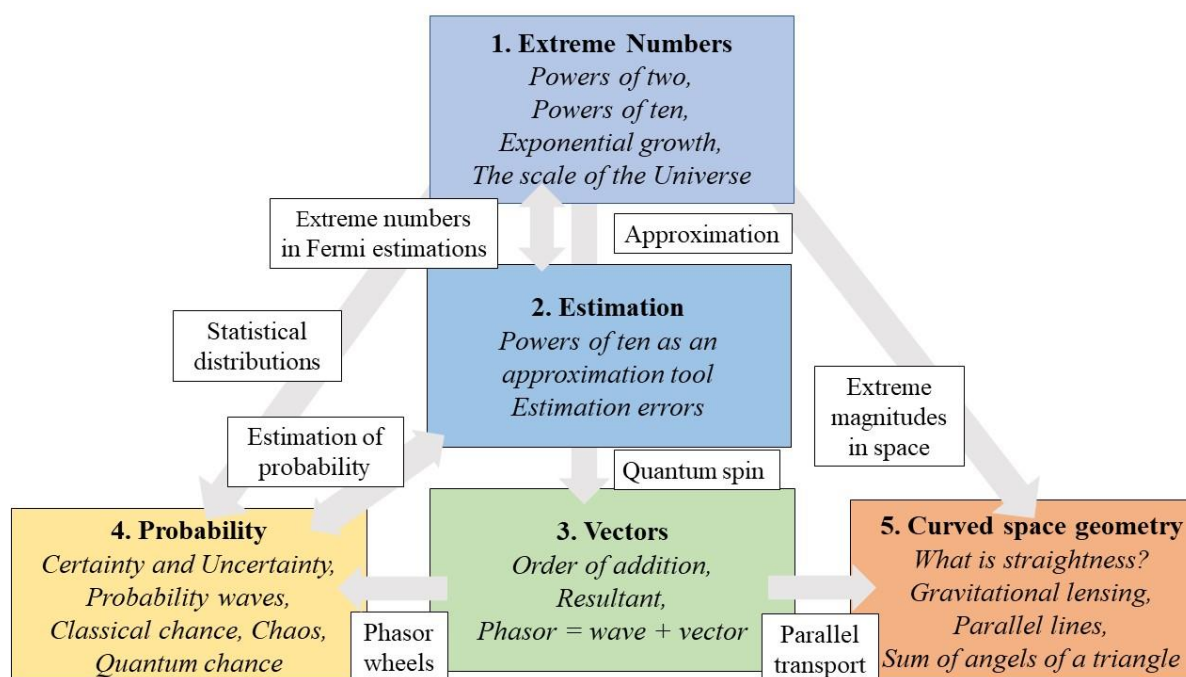 1. Extreme Numbers
Powers of two,
Powers of ten,
Exponential growth,
The scale of the Universe
Extreme numbers
in Fermi estimations
Approximation
2. Estimation
Powers of ten as an
approximation tool
Estimation errors
Statistical
distributions
Extreme
magnitudes
in space
Estimation of
probability
Quantum spin
4. Probability
Certainty and Uncertainty,
Probability waves,
Classical chance, Chaos,
Quantum chance
Phasor
wheels
3. Vectors
Order of addition,
Resultant,
Phasor = wave + vector
Parallel
transport
5. Curved space geometry
What is straightness?
Gravitational lensing,
Parallel lines,
Sum of angels of a triangle